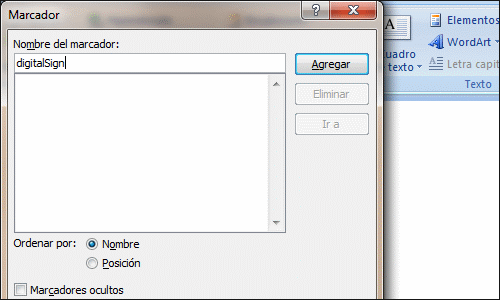 Marcador
Nombre del marcador:
digitalSign
Agregar
Eliminar
Ir a
Ordenar por:
Nombre
Posición
Marcadores ocultos
A
Elementos
WordArt
Letra capit
uadro
texto
Texto